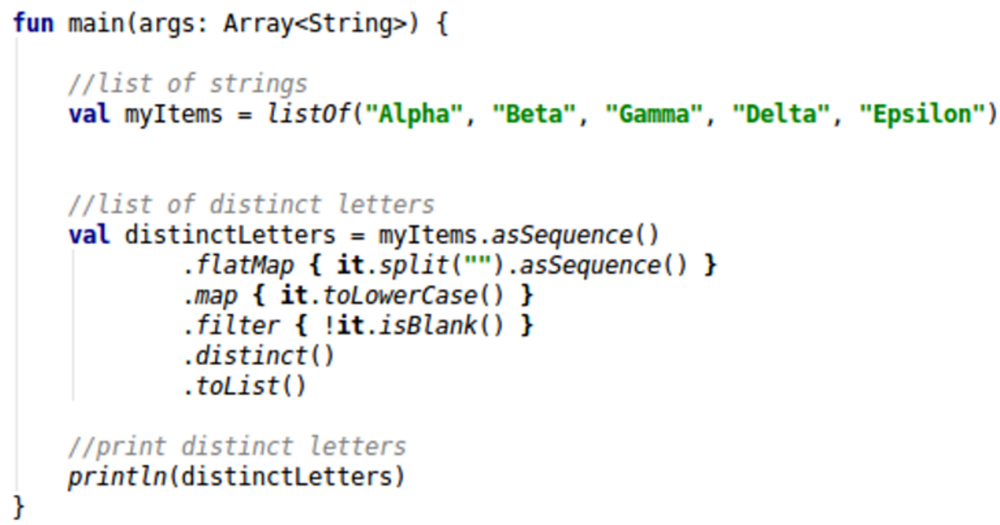 fun main(args: Array<String>) {
//list of strings
val myItems = listOf("Alpha", "Beta", "Gamma", "Delta", "Epsilon")
//list of distinct letters
val distinctLetters = myItems.asSequence()
.flatMap { it.split("").asSequence() }
.map { it.toLowerCase() }
.filter { !it.isBlank() }
.distinct()
.toList()
//print distinct letters
println(distinctLetters)
}